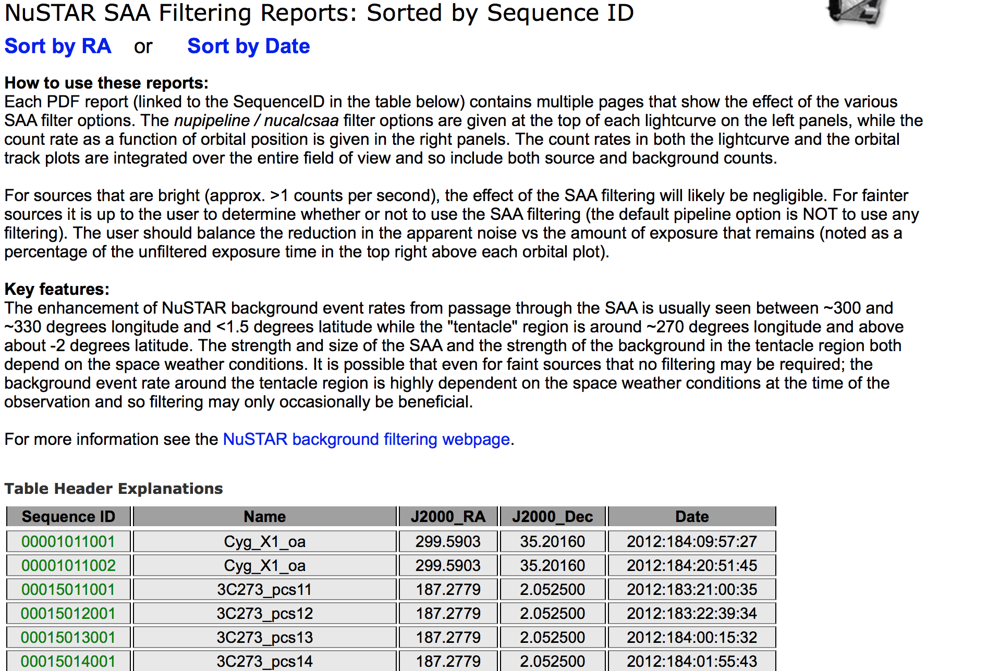 NuSTAR SAA Filtering Reports: Sorted by Sequence ID
Sort by RA or Sort by Date
How to use these reports:
Each PDF report (linked to the SequenceID in the table below) contains multiple pages that show the effect of the various
SAA filter options. The nupipeline / nucalcsaa filter options are given at the top of each lightcurve on the left panels, while the
count rate as a function of orbital position is given in the right panels. The count rates in both the lightcurve and the orbital
track plots are integrated over the entire field of view and so include both source and background counts.
For sources that are bright (approx. >1 counts per second), the effect of the SAA filtering will likely be negligible. For fainter
sources it is up to the user to determine whether or not to use the SAA filtering (the default pipeline option is NOT to use any
filtering). The user should balance the reduction in the apparent noise vs the amount of exposure that remains (noted as a
percentage of the unfiltered exposure time in the top right above each orbital plot).
Key features:
The enhancement of NuSTAR background event rates from passage through the SAA is usually seen between ~300 and
~330 degrees longitude and <1.5 degrees latitude while the "tentacle" region is around ~270 degrees longitude and above
about -2 degrees latitude. The strength and size of the SAA and the strength of the background in the tentacle region both
depend on the space weather conditions. It is possible that even for faint sources that no filtering may be required; the
background event rate around the tentacle region is highly dependent on the space weather conditions at the time of the
observation and so filtering may only occasionally be beneficial.
For more information see the NuSTAR background filtering webpage.
Table Header Explanations
Sequence ID Name J2000_RA J2000_Dec Date
00001011001 Cyg_X1_oa 299.5903 35.20160 2012:184:09:57:27
00001011002 Cyg_X1_oa 299.5903 35.20160 2012:184:20:51:45
00015011001 3C273_pcs11 187.2779 2.052500 2012:183:21:00:35
00015012001 3C273_pcs12 187.2779 2.052500 2012:183:22:39:34
00015013001 3C273_pcs13 187.2779 2.052500 2012:184:00:15:32
00015014001 3C273_pcs14 187.2779 2.052500 2012:184:01:55:43